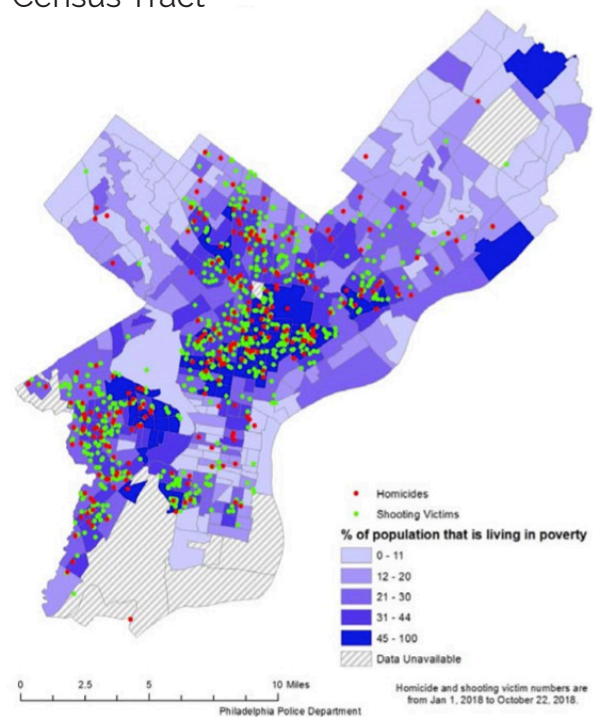 Census Tract
Homicides
Shooting Victims
% of population that is living in poverty
0 - 11
12 - 20
21 - 30
31 - 44
45 - 100
Data Unavailable
0 2.5 5 10 Miles
Homicide and shooting victim numbers are
from Jan 1, 2018 to October 22, 2018.
Philadelphia Police Department